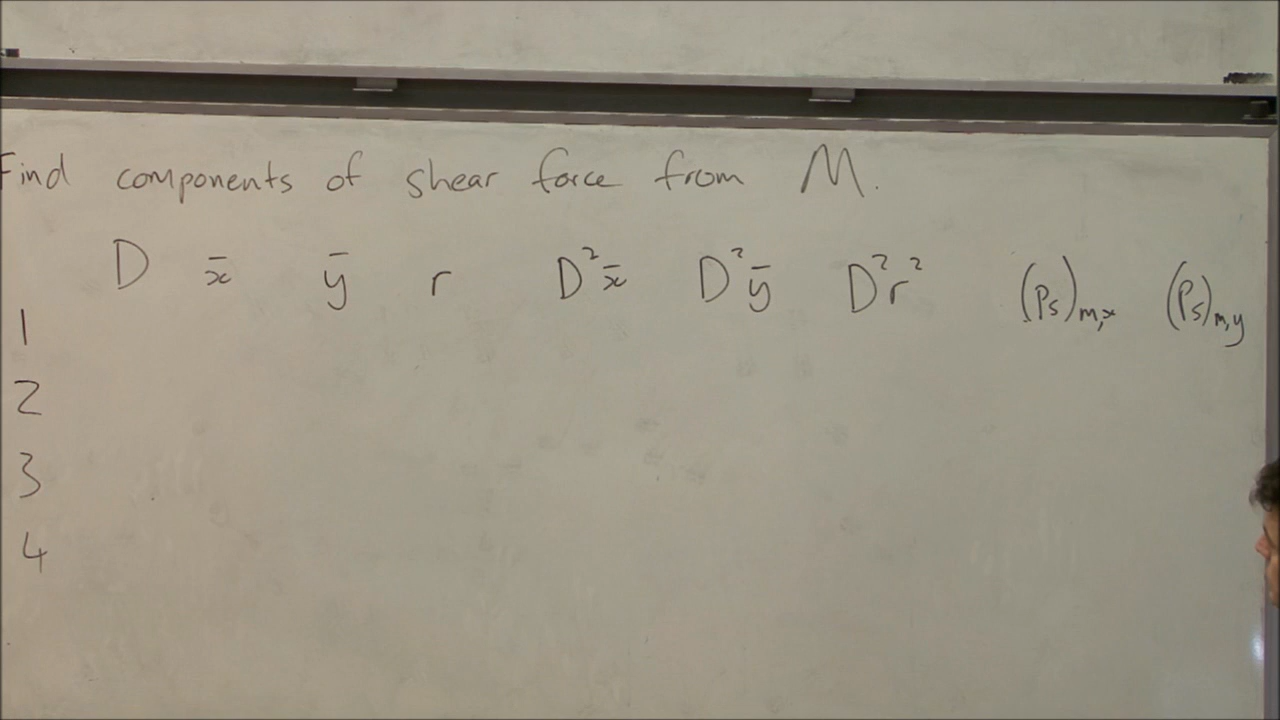 Find components of shear force from M.
D x̄ ȳ r D²x̄ D²ȳ D²r² (Ps)m,x (Ps)m,y
1
2
3
4